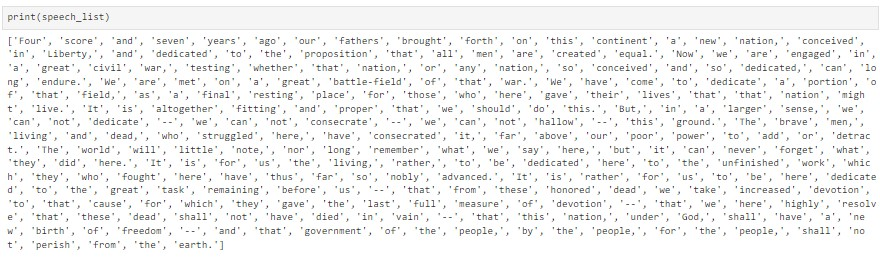 print(speech_list)
['Four', 'score', 'and', 'seven', 'years', 'ago', 'our', 'fathers', 'brought', 'forth', 'on', 'this', 'continent', 'a', 'new', 'nation,', 'conceived',
'in', 'Liberty,', 'and', 'dedicated', 'to', 'the', 'proposition', 'that', 'all', 'men', 'are', 'created', 'equal.', 'Now', 'we', 'are', 'engaged', 'in',
'a', 'great', 'civil', 'war,', 'testing', 'whether', 'that', 'nation,', 'or', 'any', 'nation,', 'so', 'conceived', 'and', 'so', 'dedicated,', 'can', 'lo
ng', 'endure.', 'We', 'are', 'met', 'on', 'a', 'great', 'battle-field', 'of', 'that', 'war.', 'We', 'have', 'come', 'to', 'dedicate', 'a', 'portion', 'o
f', 'that', 'field,', 'as', 'a', 'final', 'resting', 'place', 'for', 'those', 'who', 'here', 'gave', 'their', 'lives', 'that', 'that', 'nation', 'migh
t', 'live.', 'It', 'is', 'altogether', 'fitting', 'and', 'proper', 'that', 'we', 'should', 'do', 'this.', 'But,', 'in', 'a', 'larger', 'sense,', 'we',
'can', 'not', 'dedicate', '--', 'we', 'can', 'not', 'consecrate', '--', 'we', 'can', 'not', 'hallow', '--', 'this', 'ground.', 'The', 'brave', 'men,',
'living', 'and', 'dead,', 'who', 'struggled', 'here,', 'have', 'consecrated', 'it,', 'far', 'above', 'our', 'poor', 'power', 'to', 'add', 'or', 'detrac
t.', 'The', 'world', 'will', 'little', 'note,', 'nor', 'long', 'remember', 'what', 'we', 'say', 'here,', 'but', 'it', 'can', 'never', 'forget', 'what',
'they', 'did', 'here.', 'It', 'is', 'for', 'us', 'the', 'living,', 'rather,', 'to', 'be', 'dedicated', 'here', 'to', 'the', 'unfinished', 'work', 'whic
h', 'they', 'who', 'fought', 'here', 'have', 'thus', 'far', 'so', 'nobly', 'advanced.', 'It', 'is', 'rather', 'for', 'us', 'to', 'be', 'here', 'dedicate
d', 'to', 'the', 'great', 'task', 'remaining', 'before', 'us', '--', 'that', 'from', 'these', 'honored', 'dead', 'we', 'take', 'increased', 'devotion',
'to', 'that', 'cause', 'for', 'which', 'they', 'gave', 'the', 'last', 'full', 'measure', 'of', 'devotion', '--', 'that', 'we', 'here', 'highly', 'resolv
e', 'that', 'these', 'dead', 'shall', 'not', 'have', 'died', 'in', 'vain', '--', 'that', 'this', 'nation,', 'under', 'God,', 'shall', 'have', 'a', 'ne
w', 'birth', 'of', 'freedom', '--', 'and', 'that', 'government', 'of', 'the', 'people,', 'by', 'the', 'people,', 'for', 'the', 'people,', 'shall', 'no
t', 'perish', 'from', 'the', 'earth.']